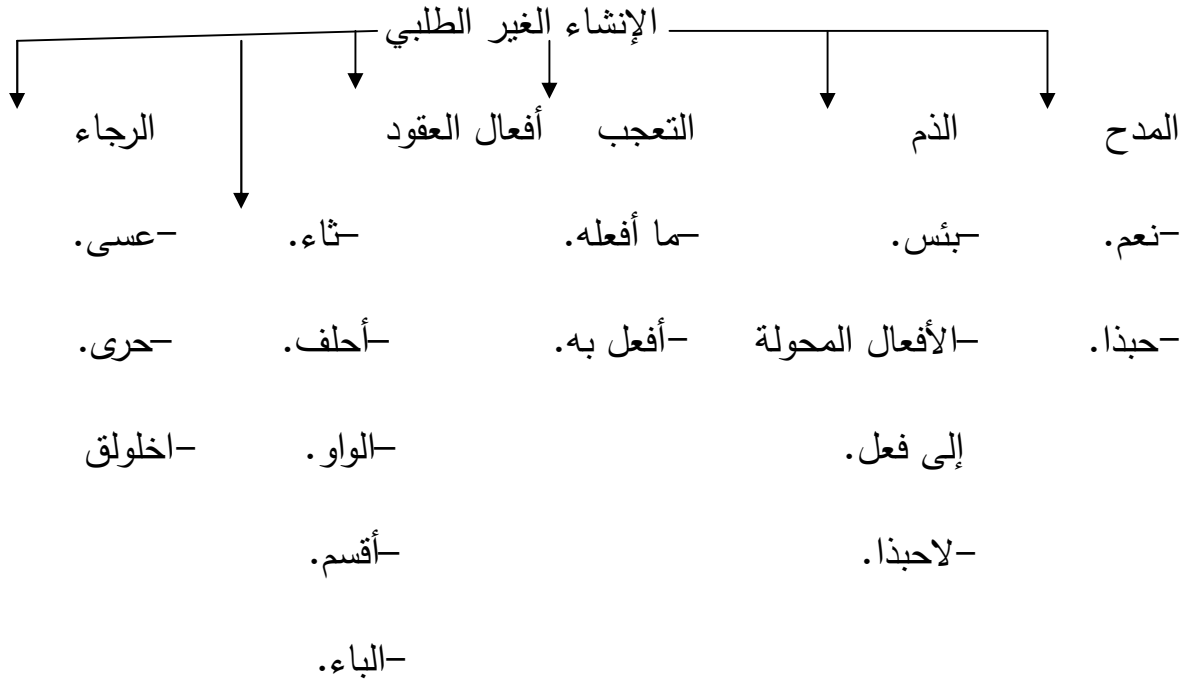 الإنشاء الغير الطلبي
المدح الذم التعجب أفعال العقود الرجاء
–نعم. –بئس. –ما أفعله. –ثاء. –عسى.
–حبذا. –الأفعال المحولة –أفعل به. –أحلف. –حرى.
إلى فعل. –الواو. –اخلولق
–لاحبذا. –أقسم.
–الباء.